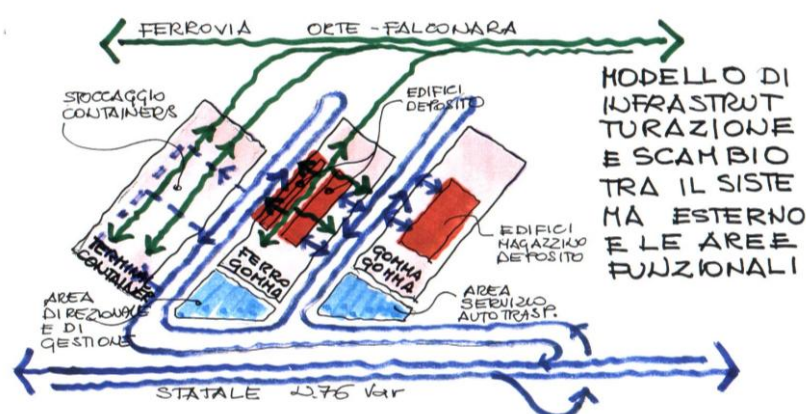 FERROVIA ORTE - FALCONARA
STOCCAGGIO
CONTAINERS
EDIFICI
DEPOSITO
MODELLO DI
INFRASTRUT
TURAZIONE
E SCAMBIO
TRA IL SISTE
MA ESTERNO
E LE AREE
FUNZIONALI
TERMINAL
CONTAINER
FERRO
GOMMA
GOMMA
GOMMA
EDIFICI
MAGAZZINO
DEPOSITO
AREA
DIREZIONALE
E DI
GESTIONE
AREA
SERVIZIO
AUTOTRASP.
STATALE N.76 Var